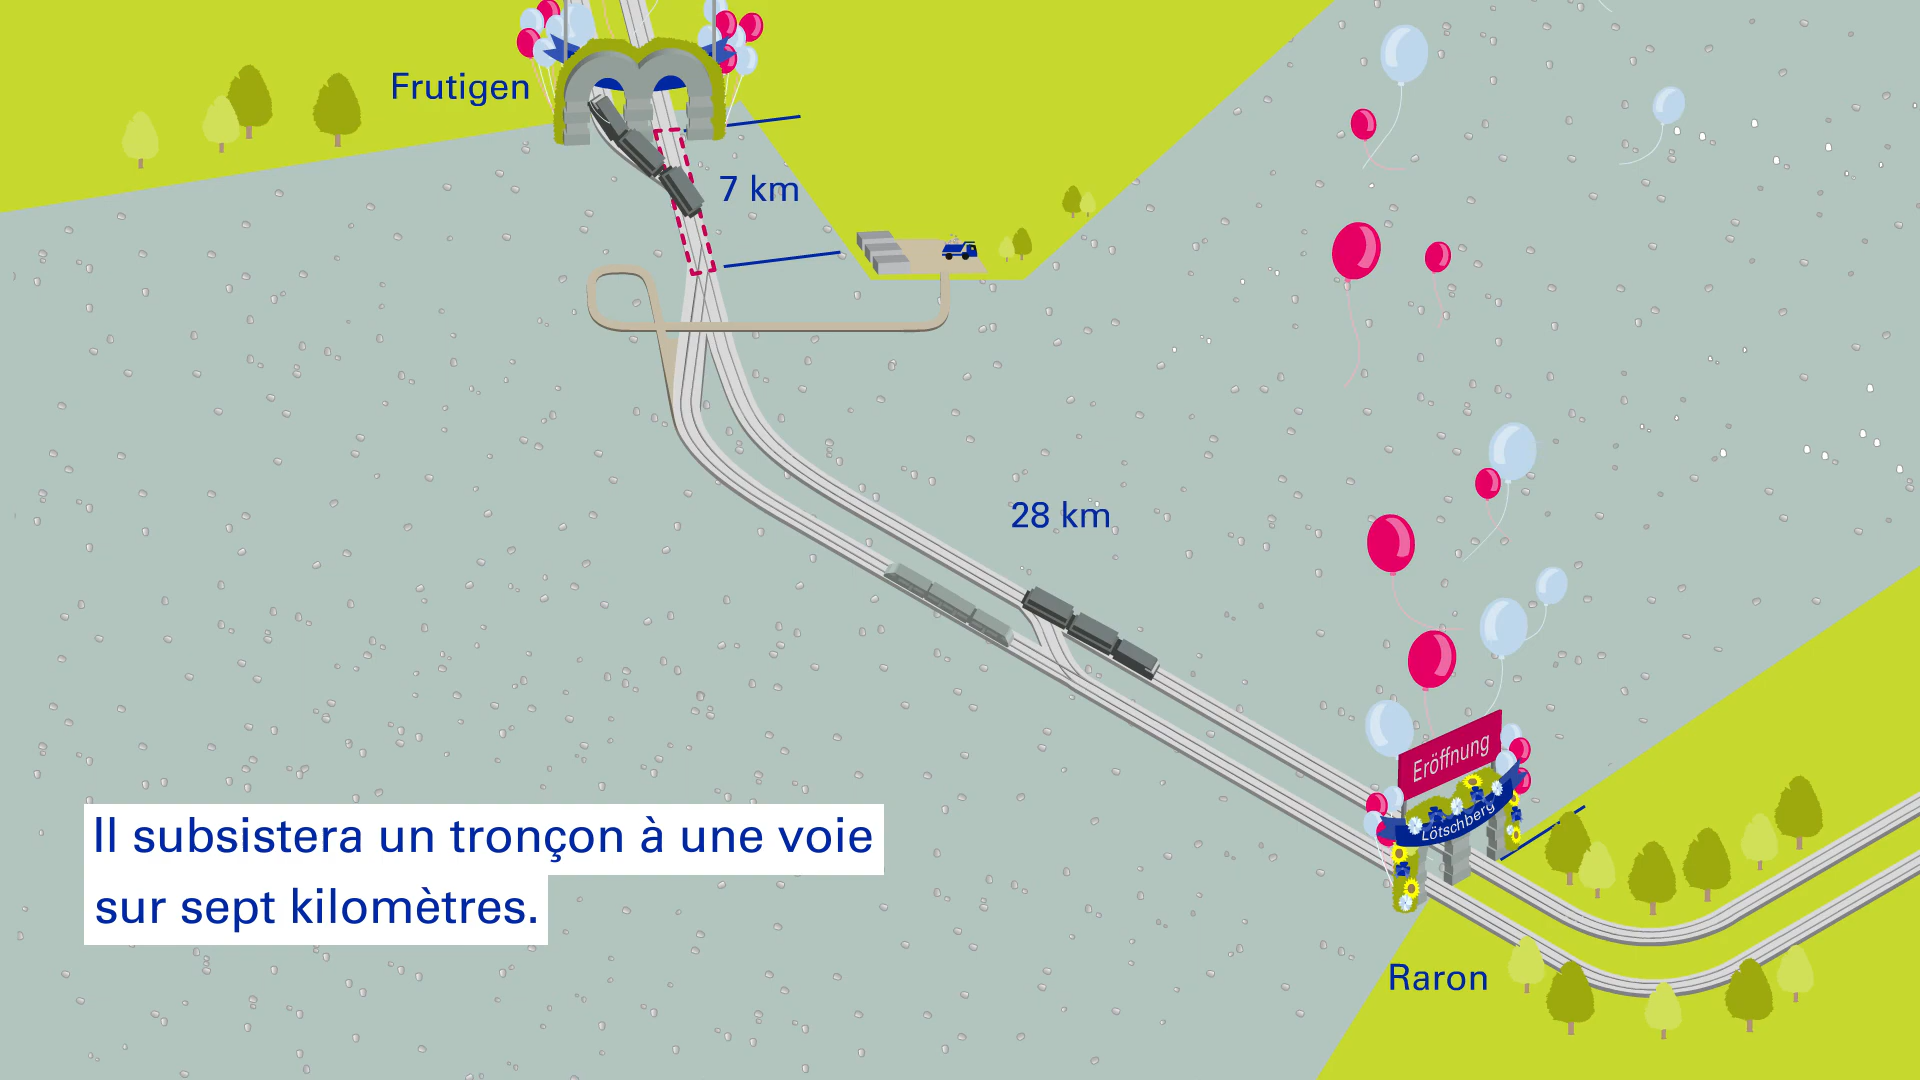 Frutigen
7 km
28 km
Eröffnung
Lötschberg
Il subsistera un tronçon à une voie
sur sept kilomètres.
Raron